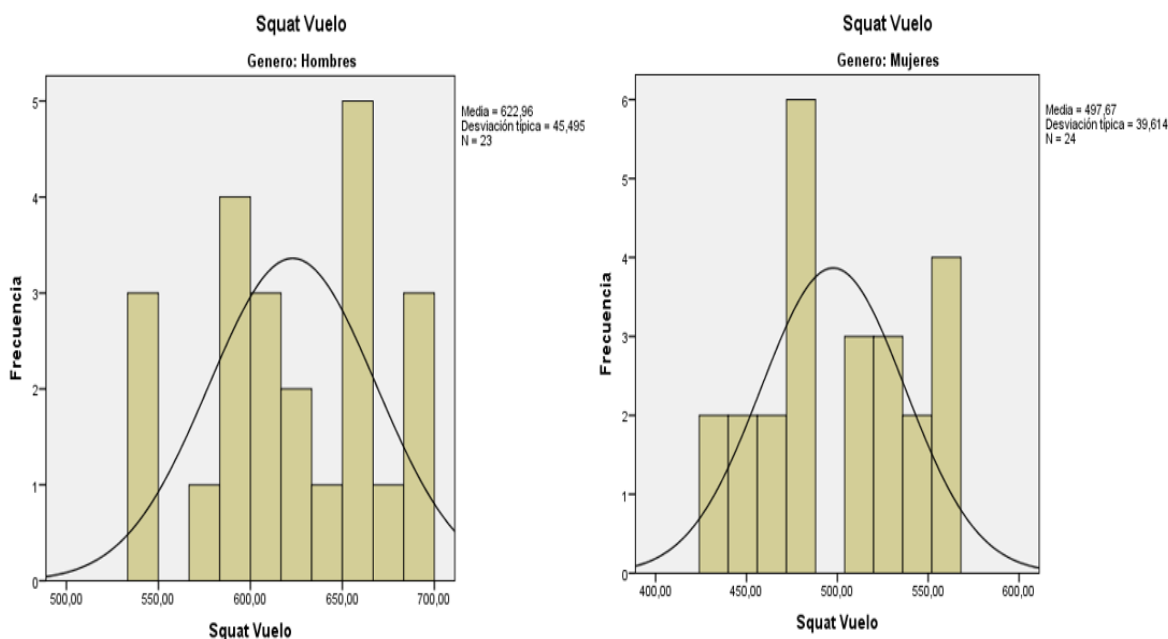 Squat Vuelo
Genero: Hombres
Media = 622,96
Desviación típica = 45,495
N = 23
Frecuencia
5
4
3
2
1
0
500,00 550,00 600,00 650,00 700,00
Squat Vuelo
Squat Vuelo
Genero: Mujeres
Media = 497,67
Desviación típica = 39,614
N = 24
Frecuencia
6
5
4
3
2
1
0
400,00 450,00 500,00 550,00 600,00
Squat Vuelo